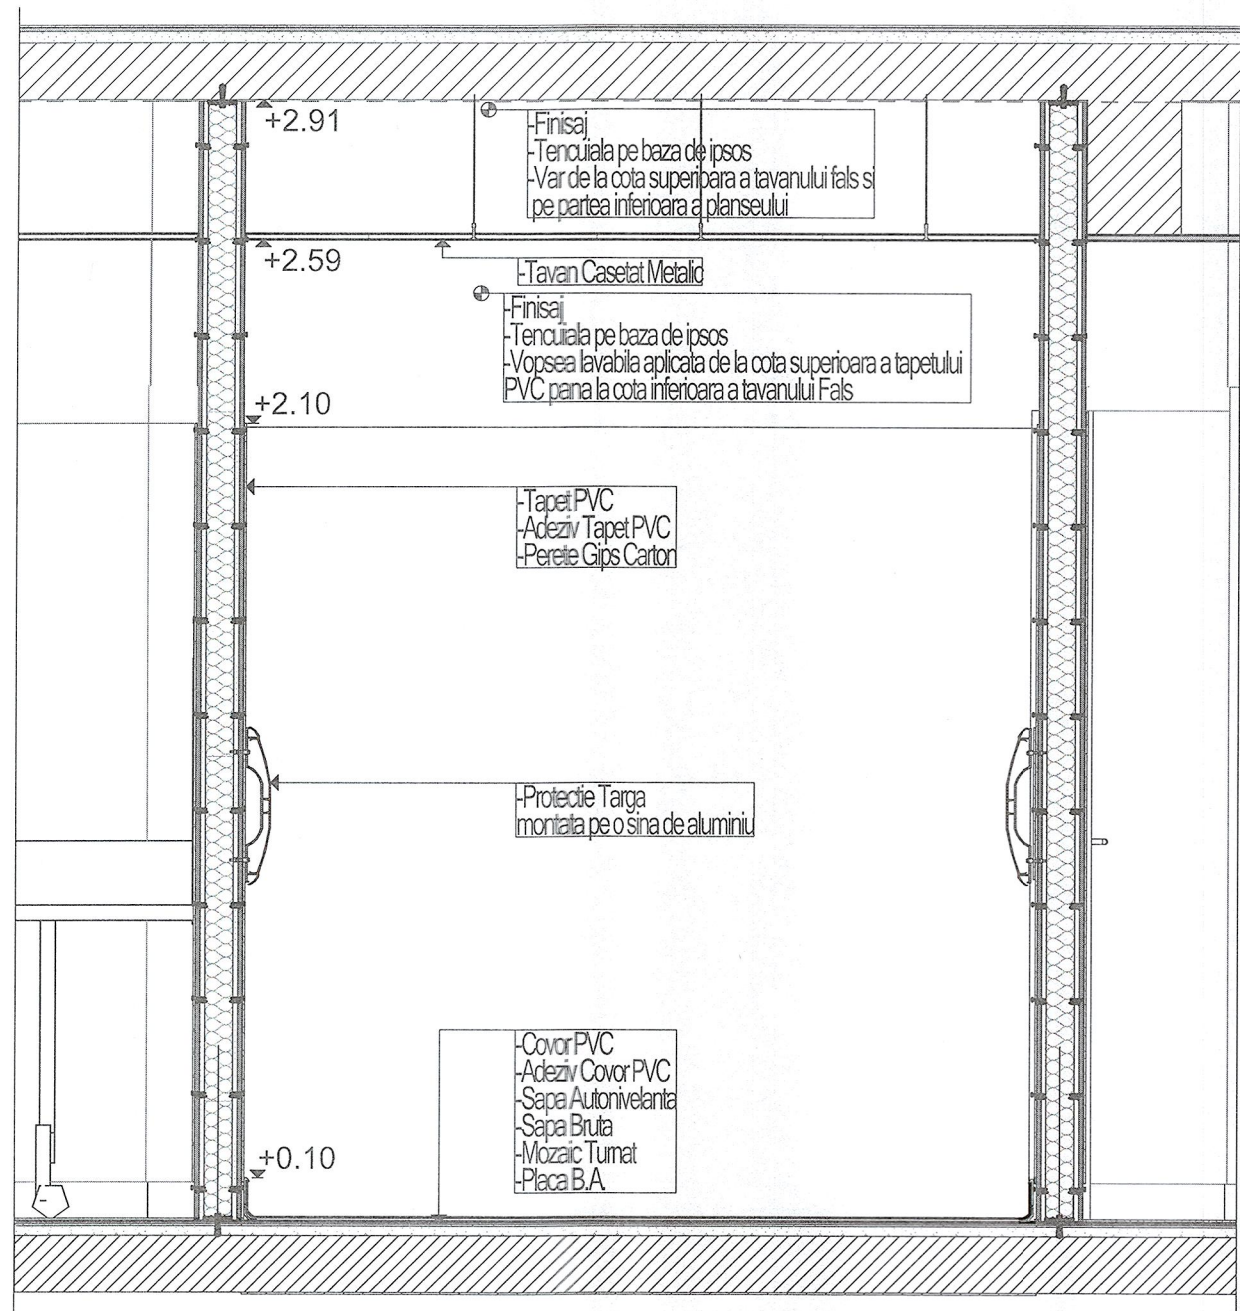 +2.91
-Finisaj
-Tencuiala pe baza de ipsos
-Var de la cota superioara a tavanului fals si
pe partea inferioara a planseului
+2.59
-Tavan Casetat Metalic
-Finisaj
-Tencuiala pe baza de ipsos
-Vopsea lavabila aplicata de la cota superioara a tapetului
PVC pana la cota inferioara a tavanului Fals
+2.10
-Tapet PVC
-Adeziv Tapet PVC
-Perete Gips Carton
-Protectie Targa
montata pe o sina de aluminiu
-Covor PVC
-Adeziv Covor PVC
-Sapa Autonivelanta
-Sapa Bruta
-Mozaic Turnat
-Placa B.A.
+0.10